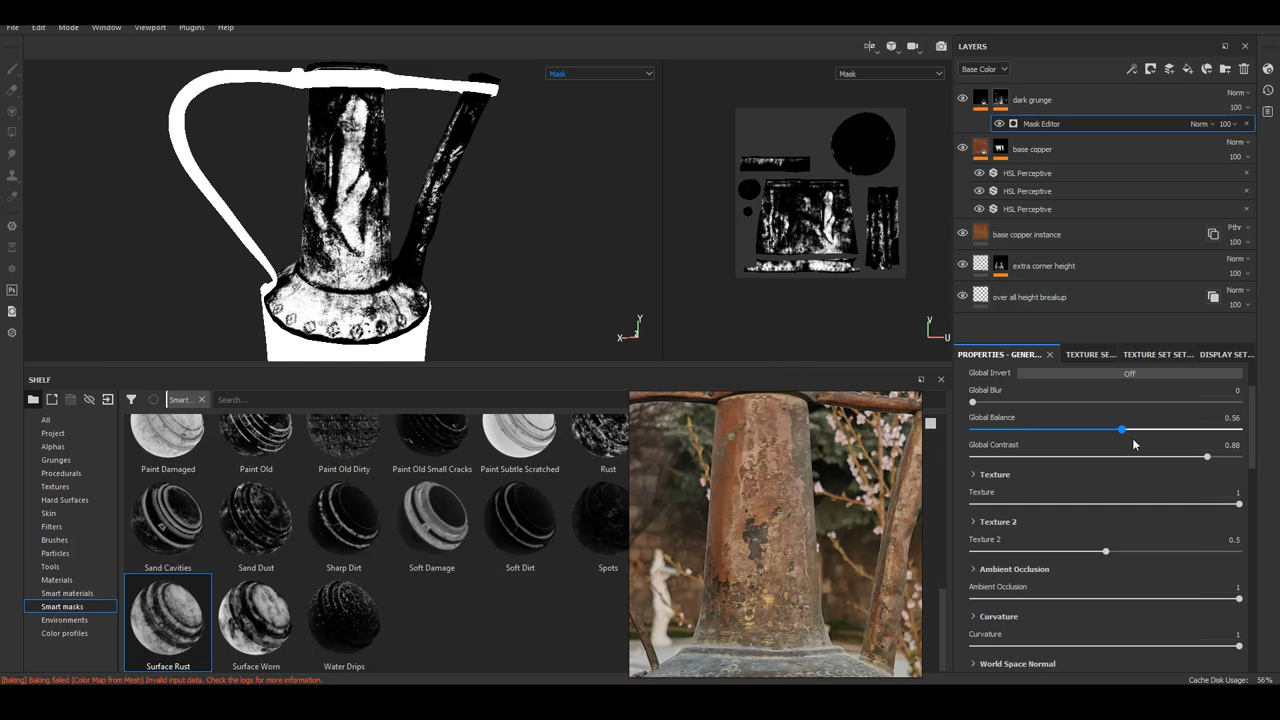 File Edit Mode Window Viewport Plugins Help
Mask
Mask
X Y Z
V U
LAYERS
Base Color
dark grunge Norm 100
Mask Editor Norm 100
base copper Norm 100
HSL Perceptive
HSL Perceptive
HSL Perceptive
base copper instance Pthr 100
extra corner height Norm 100
over all height breakup Norm 100
PROPERTIES - GENER... TEXTURE SE... TEXTURE SET SET... DISPLAY SET...
Global Invert Off
Global Blur 0
Global Balance 0.56
Global Contrast 0.88
Texture
Texture 1
Texture 2
Texture 2 0.5
Ambient Occlusion
Ambient Occlusion 1
Curvature
Curvature 1
World Space Normal
SHELF
Smart...
Search...
All
Project
Alphas
Grunges
Procedurals
Textures
Hard Surfaces
Skin
Filters
Brushes
Particles
Tools
Materials
Smart materials
Smart masks
Environments
Color profiles
Paint Damaged Paint Old Paint Old Dirty Paint Old Small Cracks Paint Subtle Scratched Rust
Sand Cavities Sand Dust Sharp Dirt Soft Damage Soft Dirt Spots
Surface Rust Surface Worn Water Drips
[Baking] Baking failed (Color Map from Mesh) Invalid input data. Check the logs for more information.
Cache Disk Usage: 56%